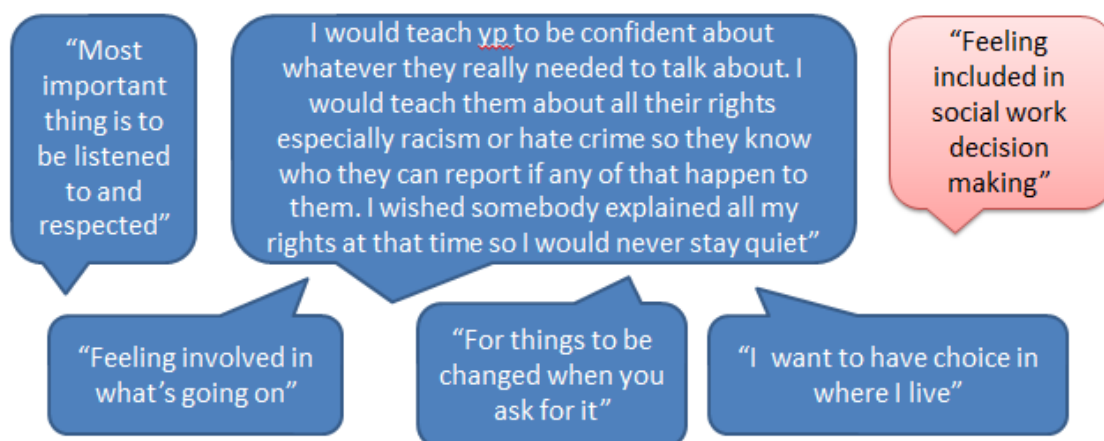 “Most
important
thing is to
be listened
to and
respected”
I would teach yp to be confident about
whatever they really needed to talk about. I
would teach them about all their rights
especially racism or hate crime so they know
who they can report if any of that happen to
them. I wished somebody explained all my
rights at that time so I would never stay quiet”
“Feeling
included in
social work
decision
making”
“Feeling involved in
what’s going on”
“For things to be
changed when you
ask for it”
“I want to have choice in
where I live”